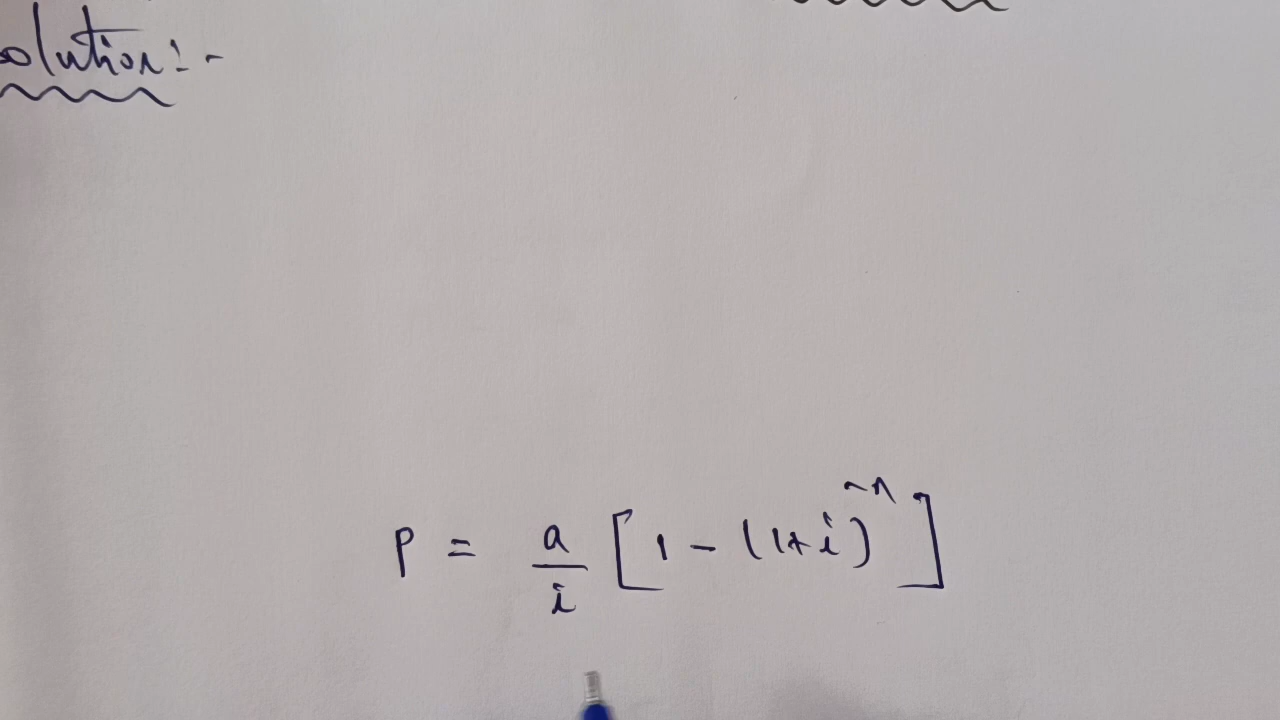 olution:-
P = a/i [1 - (1+i)^-n]